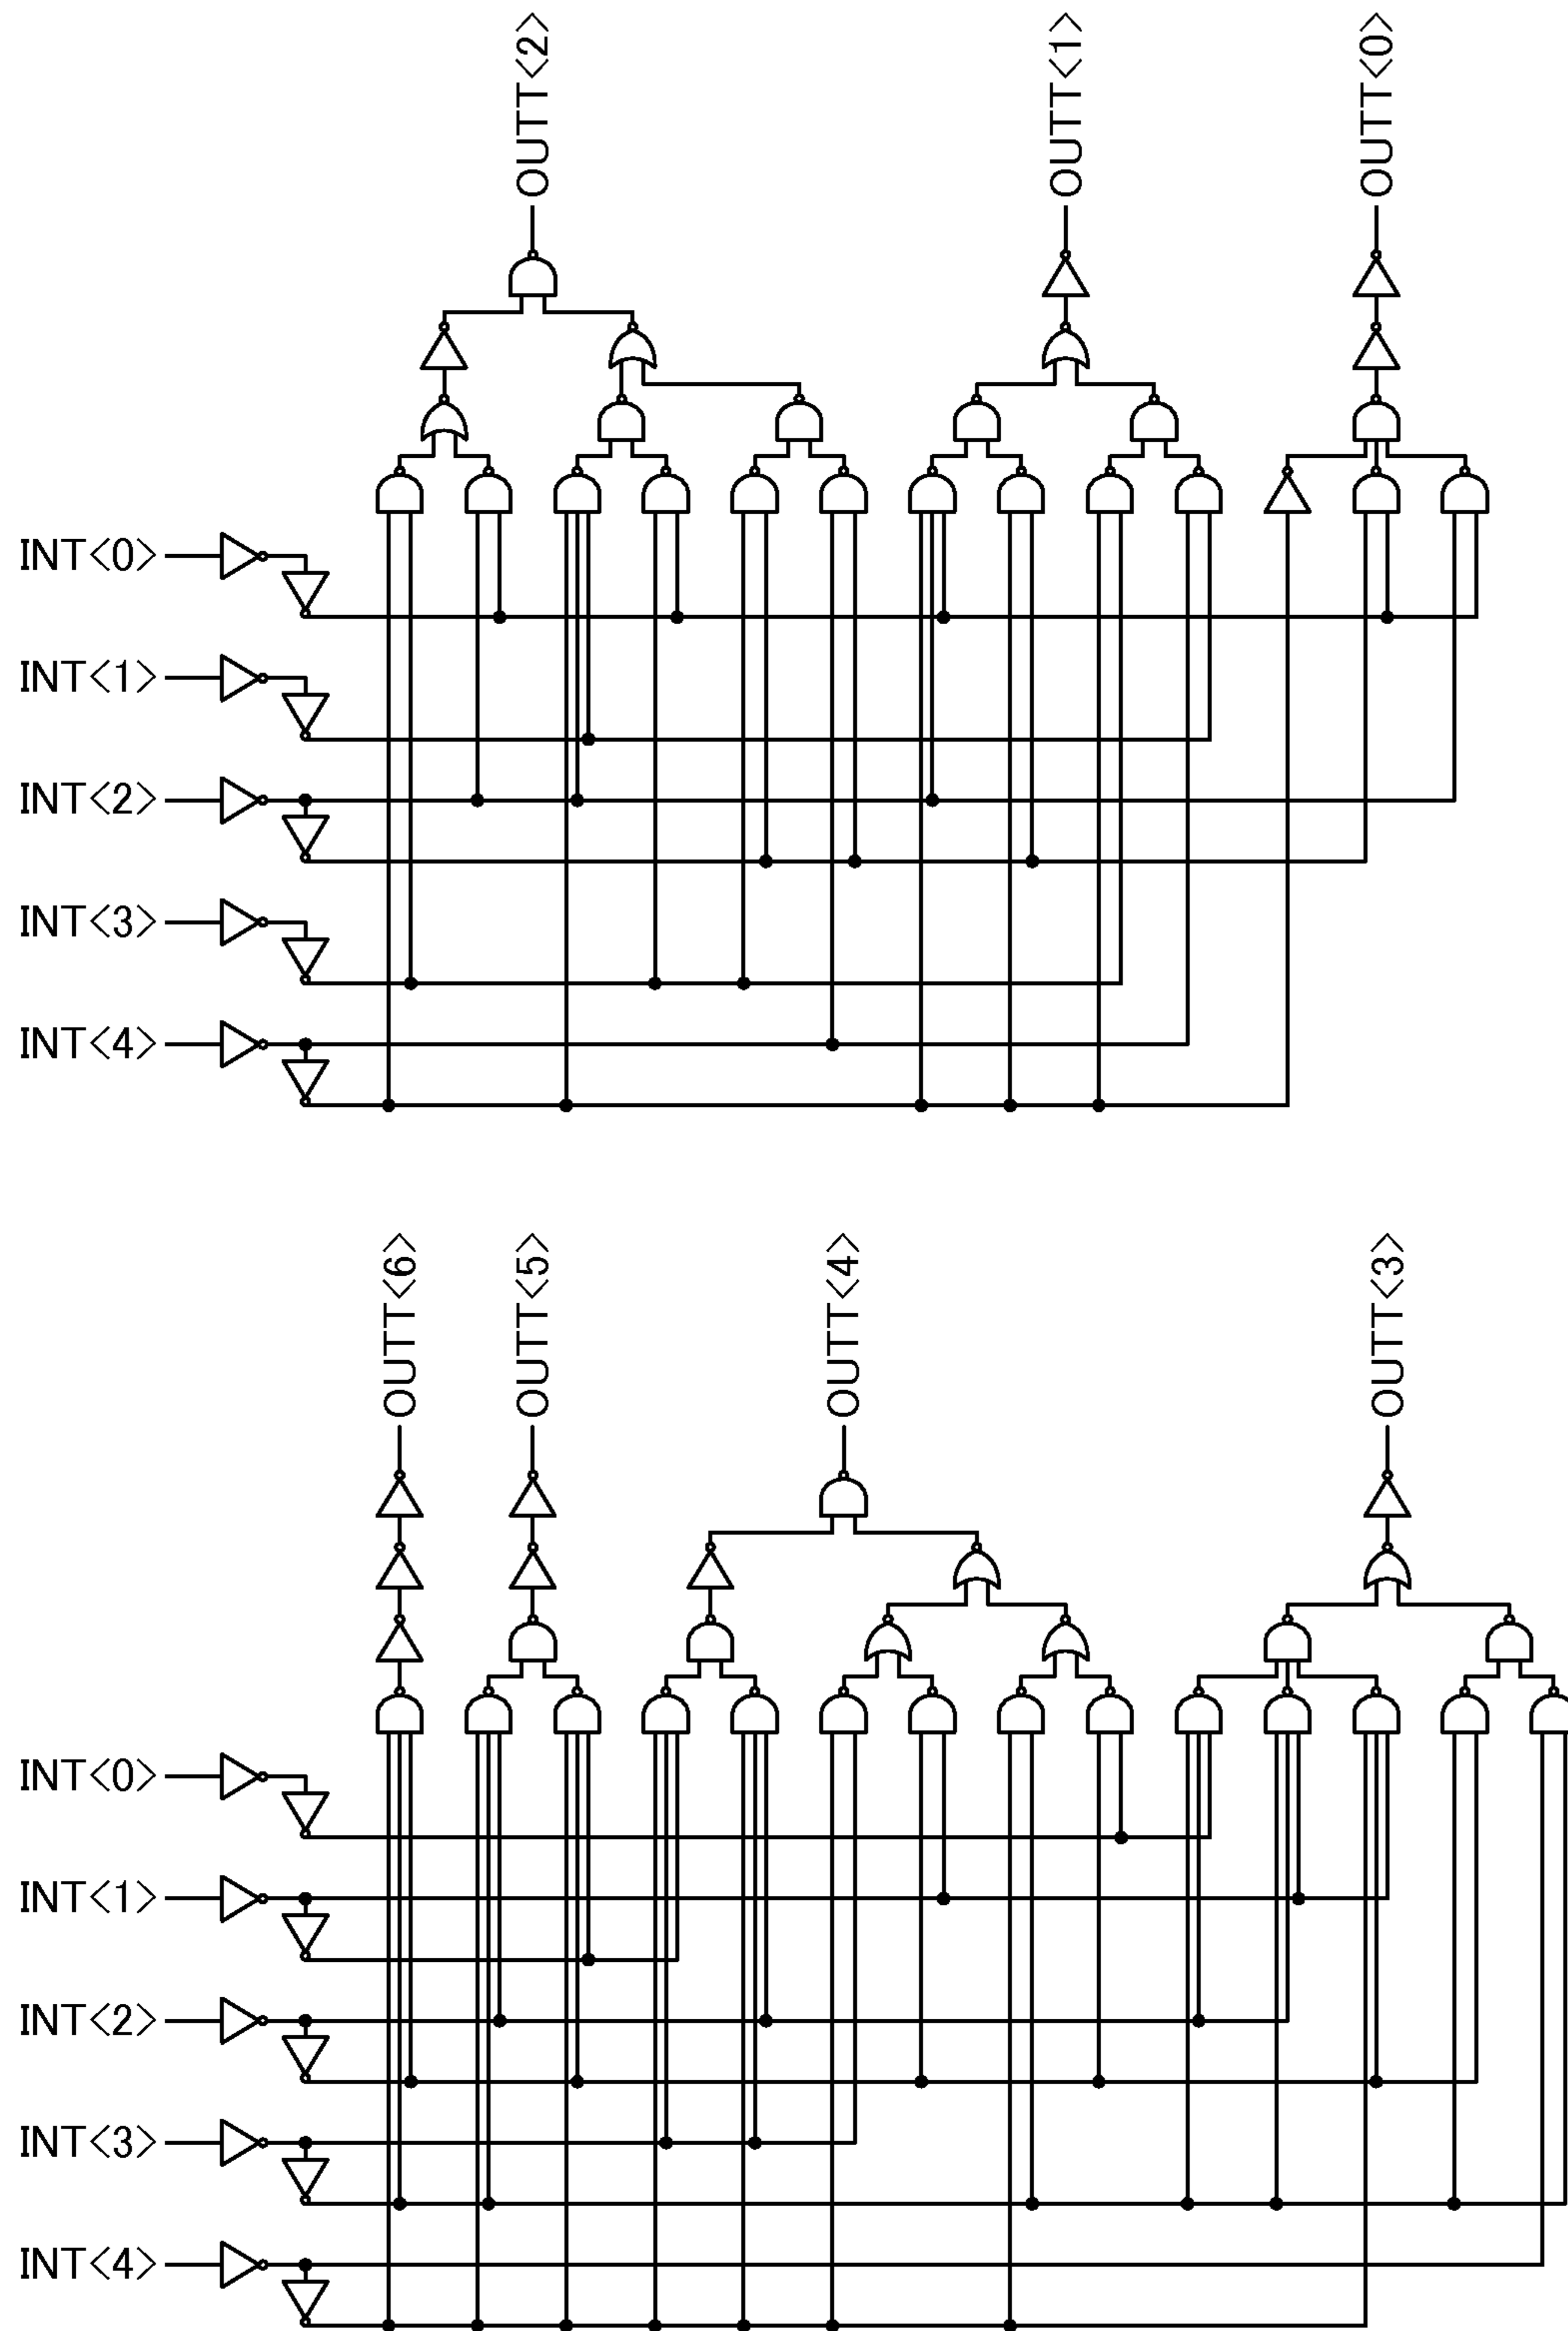 OUTT<2>
OUTT<1>
OUTT<0>
INT<0>
INT<1>
INT<2>
INT<3>
INT<4>
OUTT<6>
OUTT<5>
OUTT<4>
OUTT<3>
INT<0>
INT<1>
INT<2>
INT<3>
INT<4>